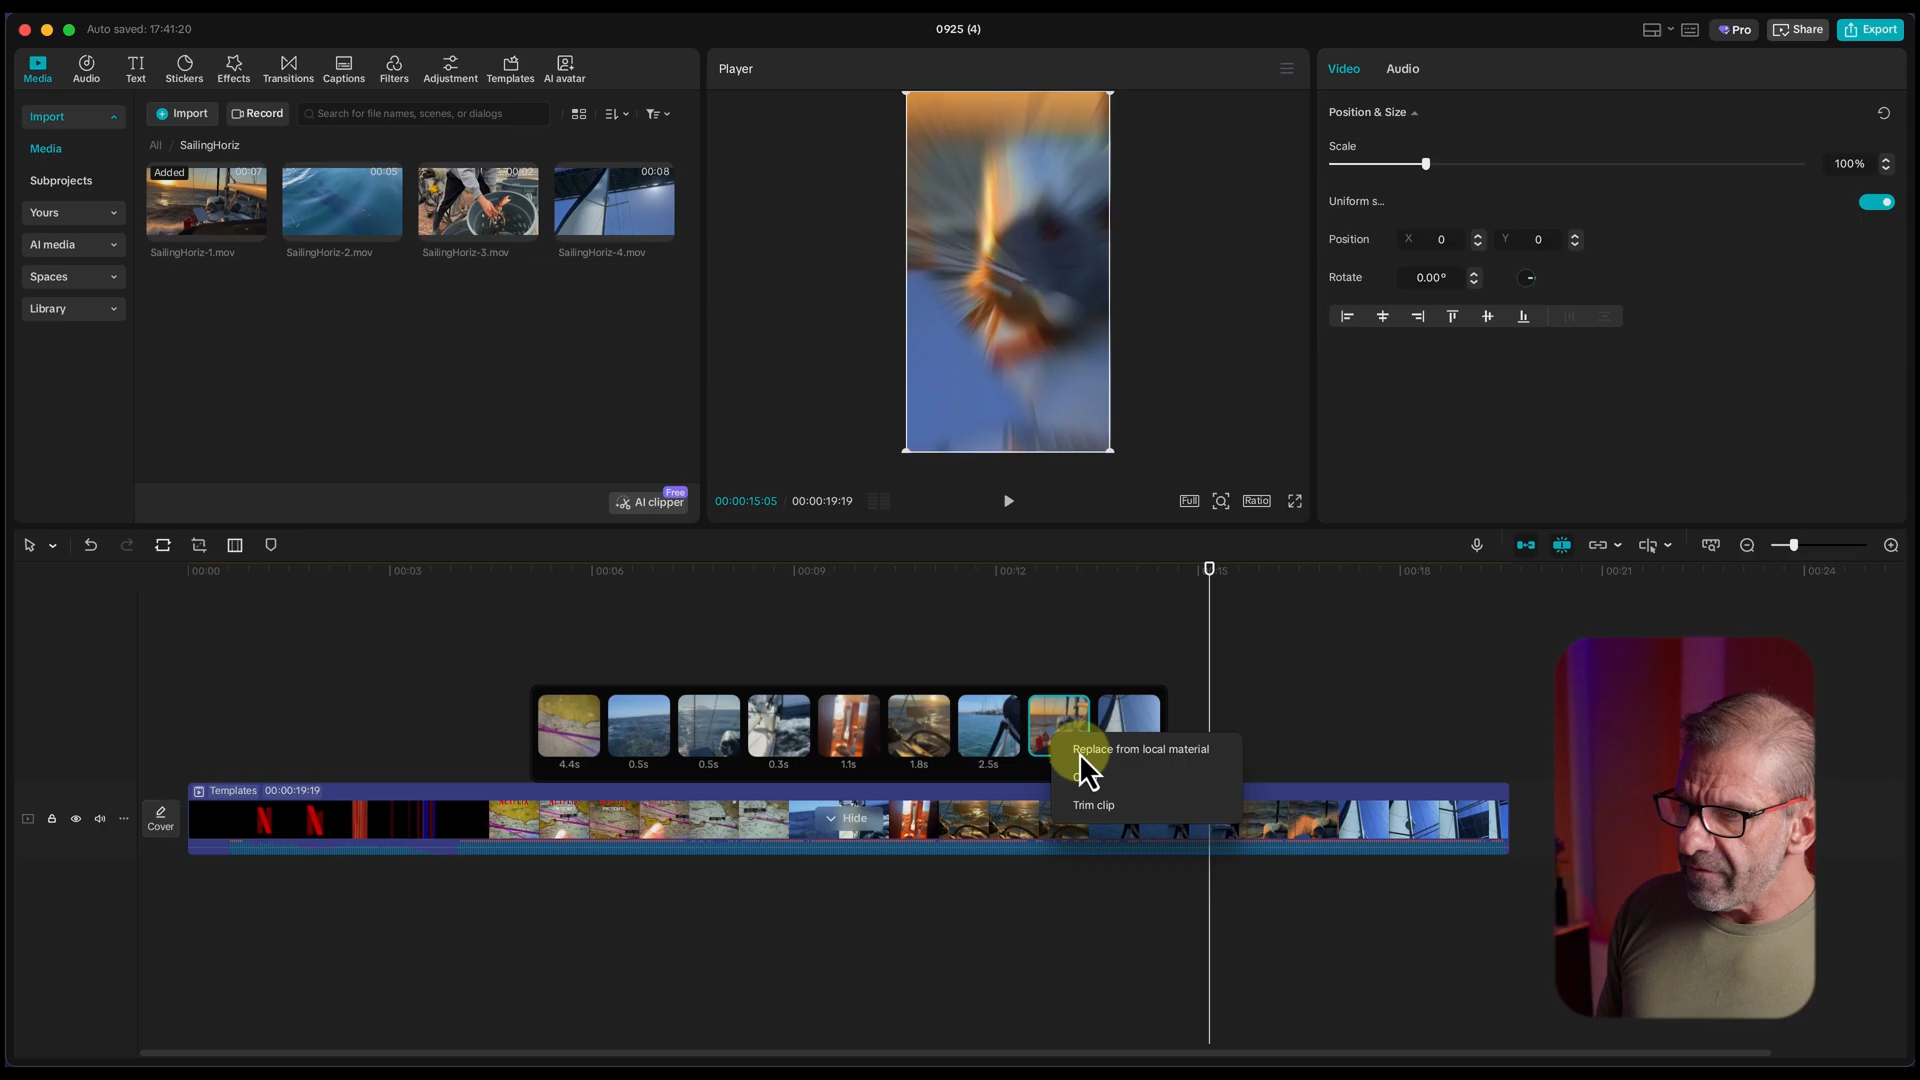 Auto saved: 17:41:20
0925 (4)
Pro
Share
Export
Media
Audio
Text
Stickers
Effects
Transitions
Captions
Filters
Adjustment
Templates
AI avatar
Import
Media
Subprojects
Yours
AI media
Spaces
Library
Import
Record
Search for file names, scenes, or dialogs
All / SailingHoriz
Added
00:07
00:05
00:02
00:08
SailingHoriz-1.mov
SailingHoriz-2.mov
SailingHoriz-3.mov
SailingHoriz-4.mov
Free
AI clipper
Player
00:00:15:05 / 00:00:19:19
Full
Ratio
Video
Audio
Position & Size
Scale
100%
Uniform s...
Position
X 0
Y 0
Rotate
0.00°
00:00
00:03
00:06
00:09
00:12
:15
00:18
00:21
00:24
4.4s
0.5s
0.5s
0.3s
1.1s
1.8s
2.5s
Replace from local material
Trim clip
Cover
Templates 00:00:19:19
Hide
N
N
NETFLIX
PRESENTS